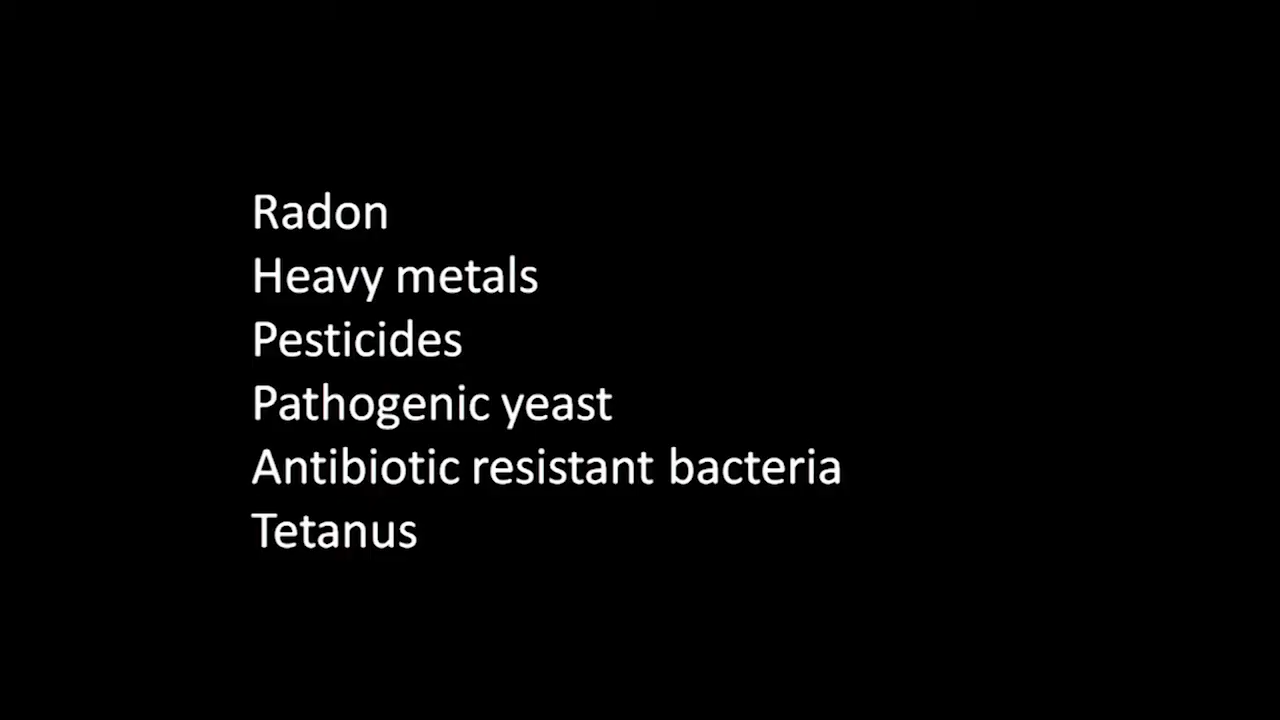 Radon
Heavy metals
Pesticides
Pathogenic yeast
Antibiotic resistant bacteria
Tetanus